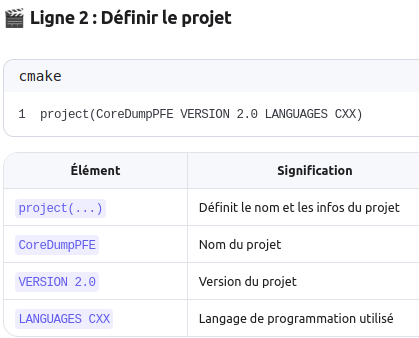 🎬 Ligne 2 : Définir le projet
cmake
1 project(CoreDumpPFE VERSION 2.0 LANGUAGES CXX)
Élément Signification
project(...) Définit le nom et les infos du projet
CoreDumpPFE Nom du projet
VERSION 2.0 Version du projet
LANGUAGES CXX Langage de programmation utilisé